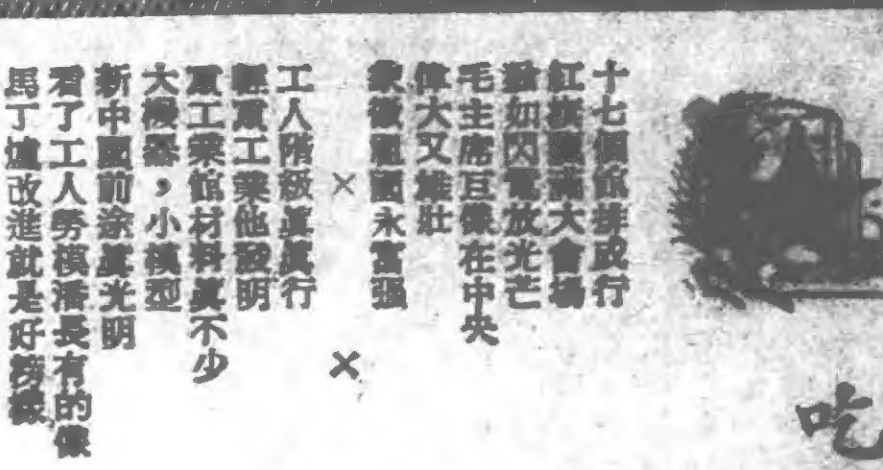 十七個館排成行
紅旗插滿大會場
猶如閃電放光芒
毛主席巨像在中央
偉大又雄壯
象徵祖國永富强
× ×
工人階級眞眞行
輕重工業他發明
重工業館材料眞不少
大機器，小模型
新中國前途眞光明
看了工人勞模潘長有的像
馬丁爐改進就是好榜樣
吃